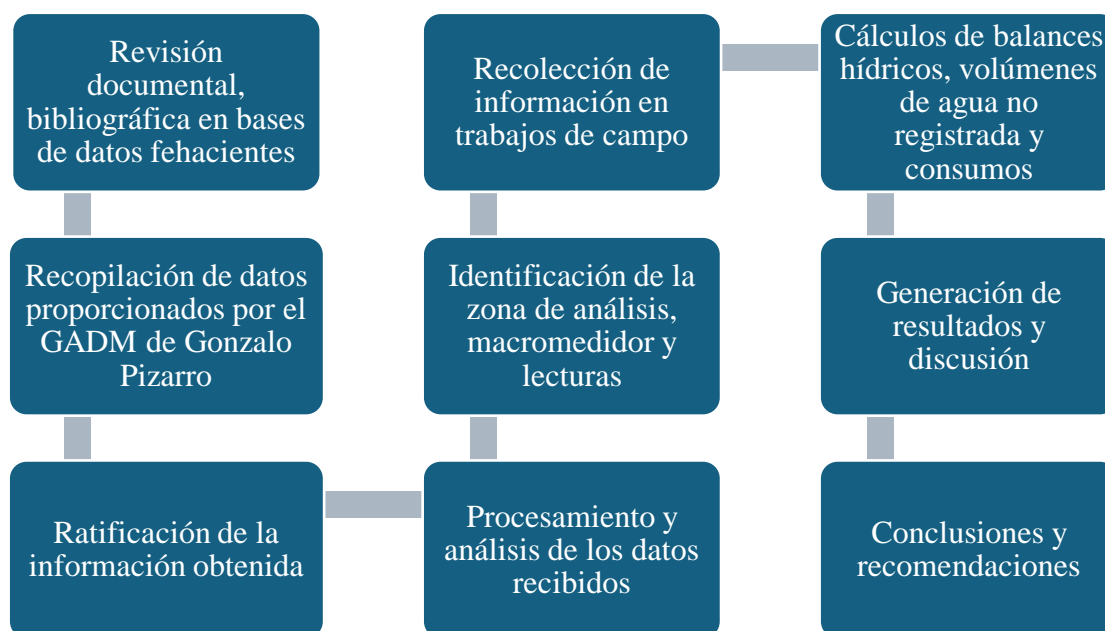 Revisión
documental,
bibliográfica en bases
de datos fehacientes
Recopilación de datos
proporcionados por el
GADM de Gonzalo
Pizarro
Ratificación de la
información obtenida
Procesamiento y
análisis de los datos
recibidos
Identificación de la
zona de análisis,
macromedidor y
lecturas
Recolección de
información en
trabajos de campo
Cálculos de balances
hídricos, volúmenes
de agua no
registrada y
consumos
Generación de
resultados y
discusión
Conclusiones y
recomendaciones